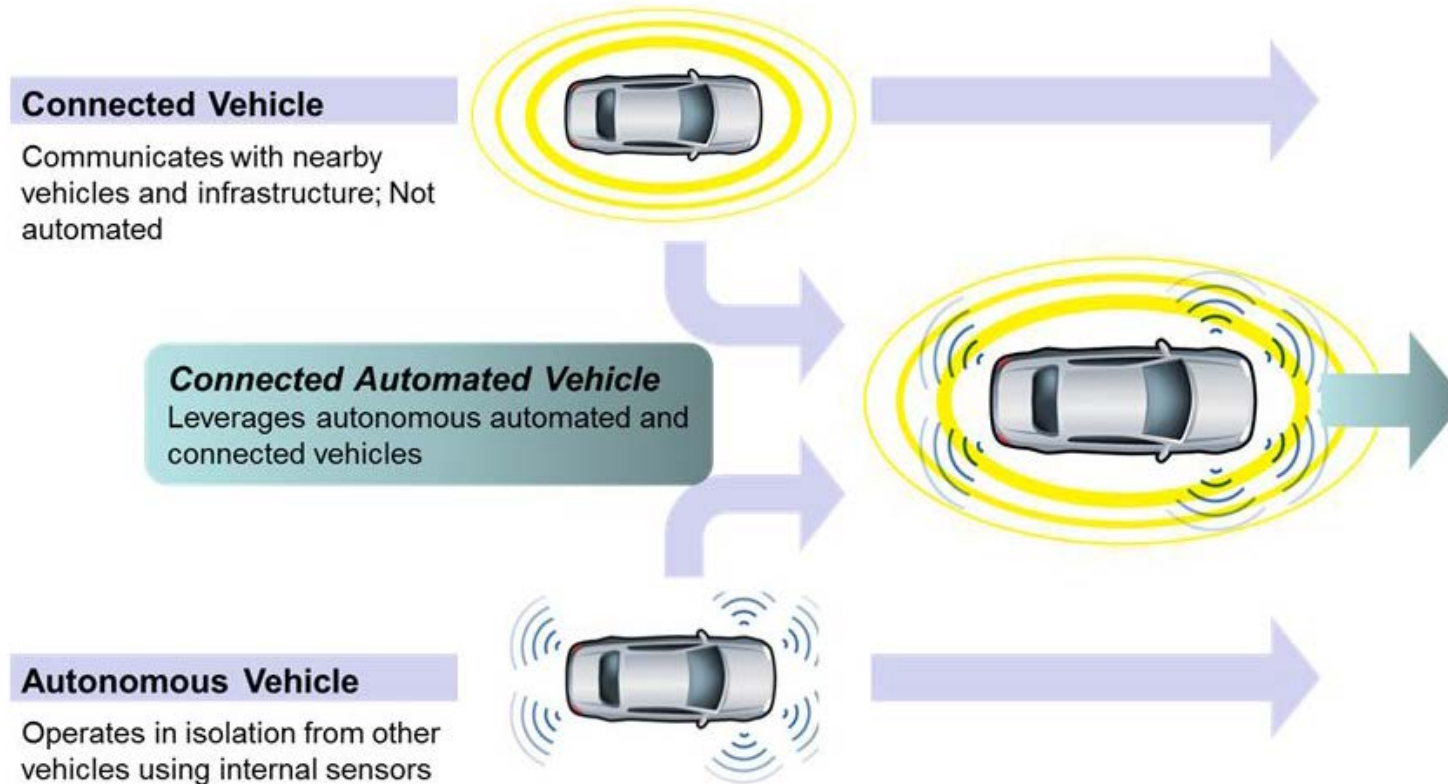 Connected Vehicle
Communicates with nearby
vehicles and infrastructure; Not
automated
Connected Automated Vehicle
Leverages autonomous automated and
connected vehicles
Autonomous Vehicle
Operates in isolation from other
vehicles using internal sensors